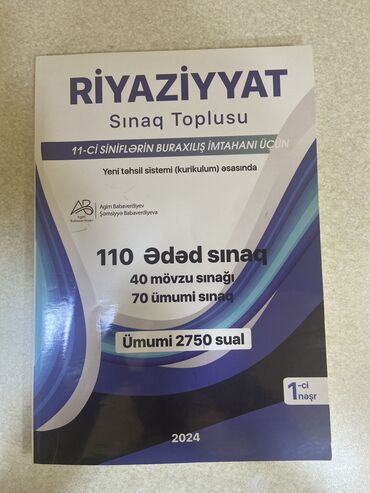 RİYAZİYYAT
Sınaq Toplusu
11-Cİ SİNİFLƏRİN BURAXILIŞ İMTAHANI ÜÇÜN
Yeni təhsil sistemi (kurikulum) əsasında
Agim Babaverdiyev
Şəmsiyyə Babaverdiyeva
110 Ədəd sınaq
40 mövzu sınağı
70 ümumi sınaq
Ümumi 2750 sual
1-ci
nəşr
2024